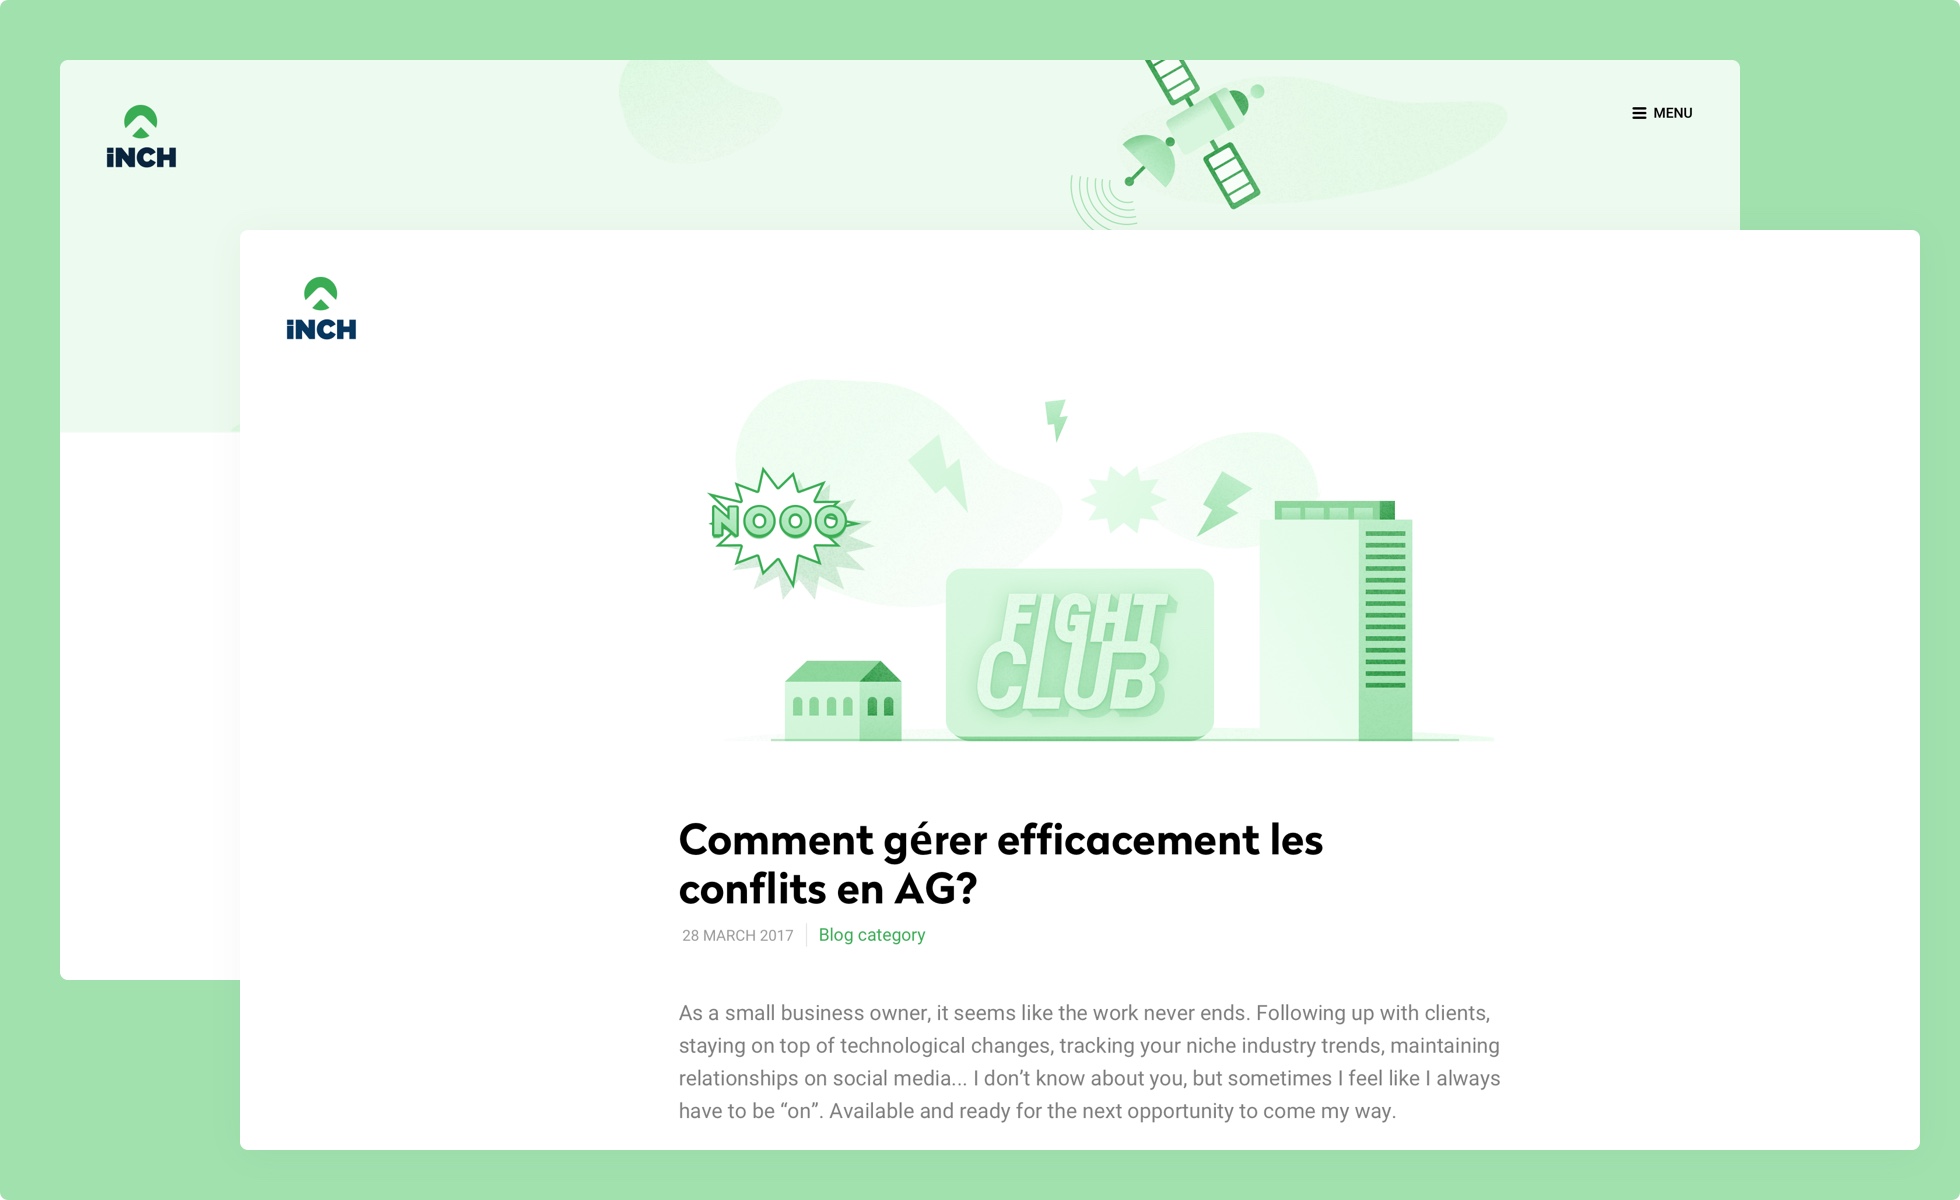 iNCH
MENU
iNCH
NOOO
FIGHT
CLUB
Comment gérer efficacement les
conflits en AG?
28 MARCH 2017
Blog category
As a small business owner, it seems like the work never ends. Following up with clients,
staying on top of technological changes, tracking your niche industry trends, maintaining
relationships on social media... I don’t know about you, but sometimes I feel like I always
have to be “on”. Available and ready for the next opportunity to come my way.